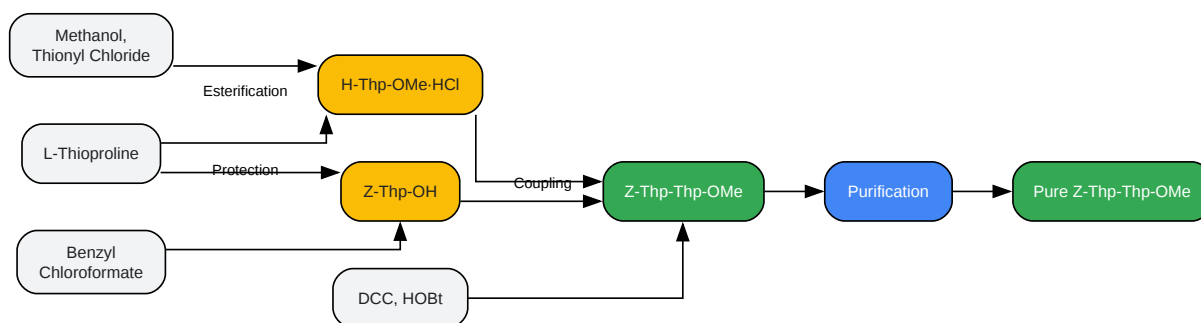 Methanol,
Thionyl Chloride
H-Thp-OMe·HCl
Esterification
L-Thioproline
Protection
Z-Thp-OH
Coupling
Z-Thp-Thp-OMe
Purification
Pure Z-Thp-Thp-OMe
Benzyl
Chloroformate
DCC, HOBt